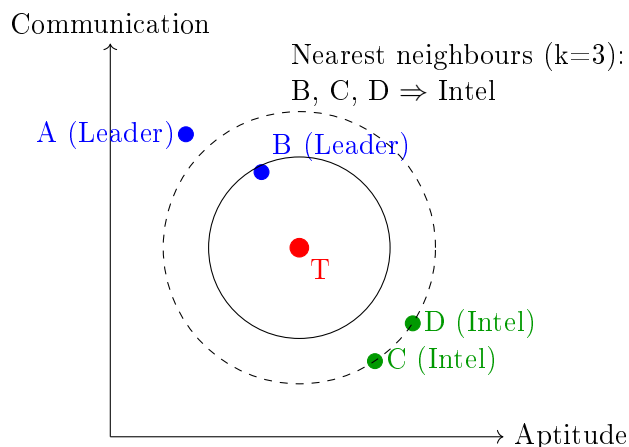 Communication
Nearest neighbours (k=3):
B, C, D ⇒ Intel
A (Leader)
B (Leader)
T
D (Intel)
C (Intel)
Aptitude